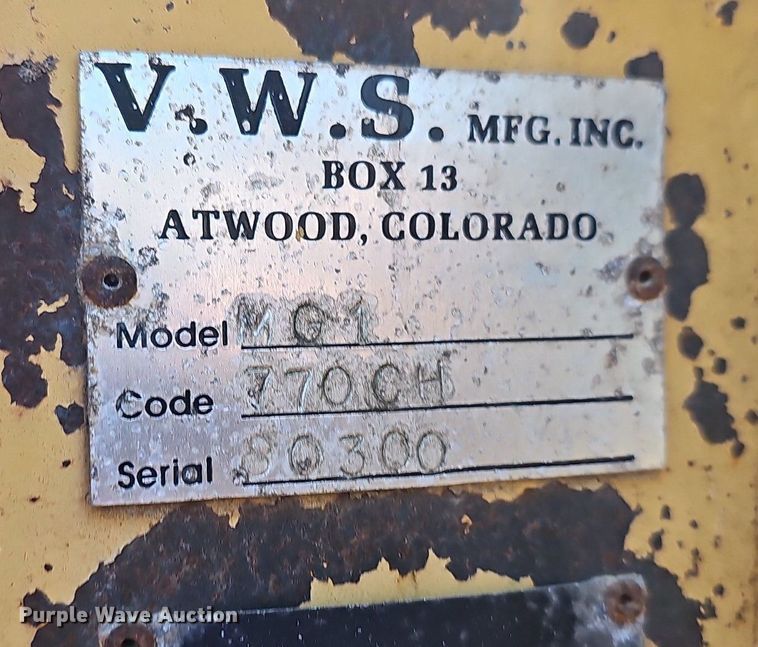 V.W.S. MFG. INC.
BOX 13
ATWOOD, COLORADO
Model MG1
Code 770CH
Serial 80300
Purple Wave Auction